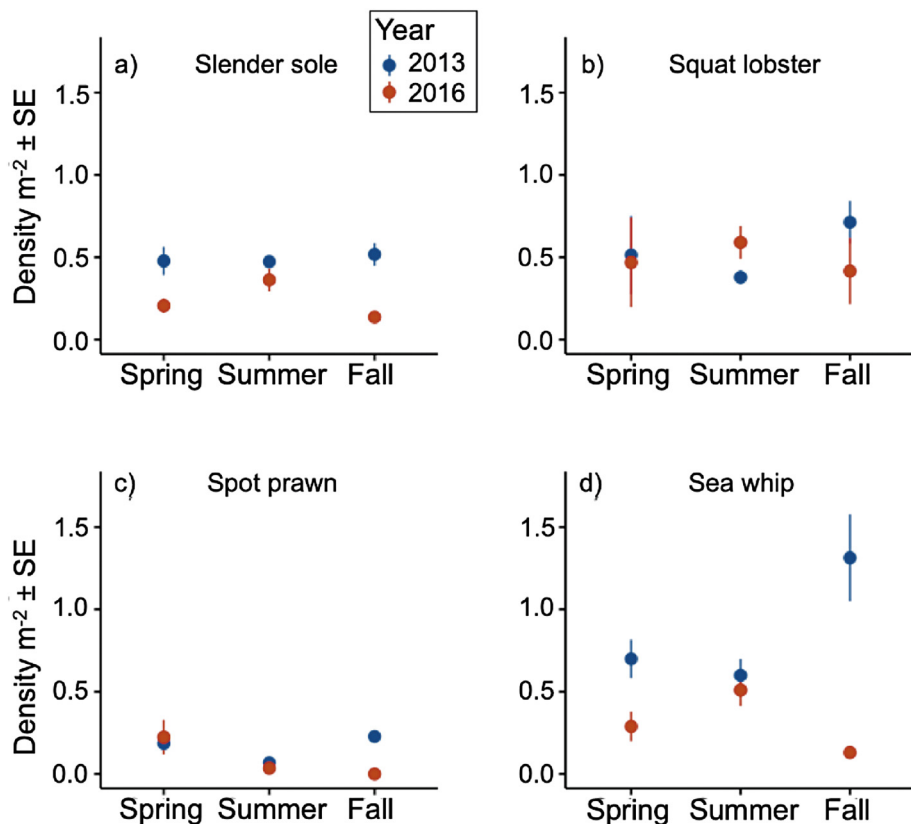 Year
2013
2016
a) Slender sole
b) Squat lobster
Density m⁻² ± SE
1.5
1.0
0.5
0.0
Spring Summer Fall
1.5
1.0
0.5
0.0
Spring Summer Fall
c) Spot prawn
d) Sea whip
Density m⁻² ± SE
1.5
1.0
0.5
0.0
Spring Summer Fall
1.5
1.0
0.5
0.0
Spring Summer Fall